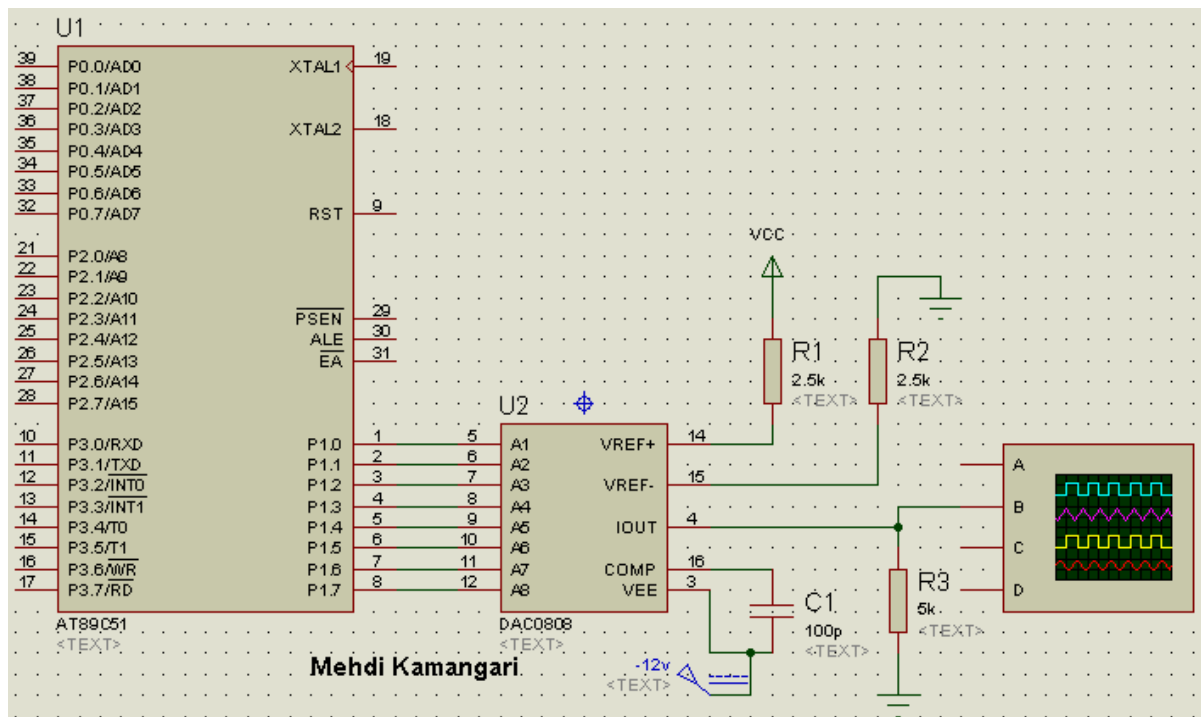 U1
39 P0.0/AD0 XTAL1 19
38 P0.1/AD1
37 P0.2/AD2
36 P0.3/AD3 XTAL2 18
35 P0.4/AD4
34 P0.5/AD5
33 P0.6/AD6
32 P0.7/AD7 RST 9
21 P2.0/A8
22 P2.1/A9
23 P2.2/A10
24 P2.3/A11 PSEN 29
25 P2.4/A12 ALE 30
26 P2.5/A13 EA 31
27 P2.6/A14
28 P2.7/A15
10 P3.0/RXD P1.0 1
11 P3.1/TXD P1.1 2
12 P3.2/INT0 P1.2 3
13 P3.3/INT1 P1.3 4
14 P3.4/T0 P1.4 5
15 P3.5/T1 P1.5 6
16 P3.6/WR P1.6 7
17 P3.7/RD P1.7 8
AT89C51
<TEXT>
U2
5 A1 VREF+ 14
6 A2
7 A3 VREF- 15
8 A4
9 A5 IOUT 4
10 A6
11 A7 COMP 16
12 A8 VEE 3
DAC0808
<TEXT>
VCC
R1
2.5k
<TEXT>
R2
2.5k
<TEXT>
A
B
C
D
R3
5k
<TEXT>
C1
100p
<TEXT>
-12v
<TEXT>
Mehdi Kamangari